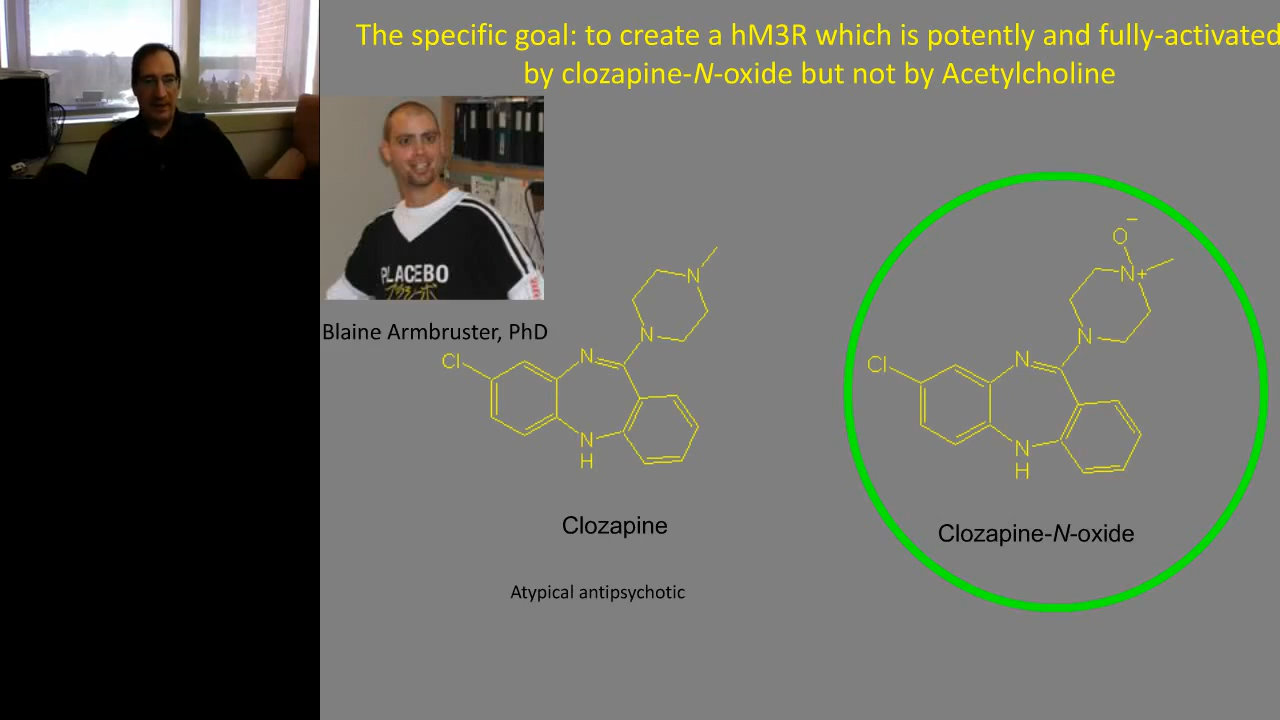 The specific goal: to create a hM3R which is potently and fully-activated
by clozapine-N-oxide but not by Acetylcholine
PLACEBO
Blaine Armbruster, PhD
Cl
N
N
N
N
H
Clozapine
Atypical antipsychotic
O
−
N+
N
Cl
N
N
H
Clozapine-N-oxide